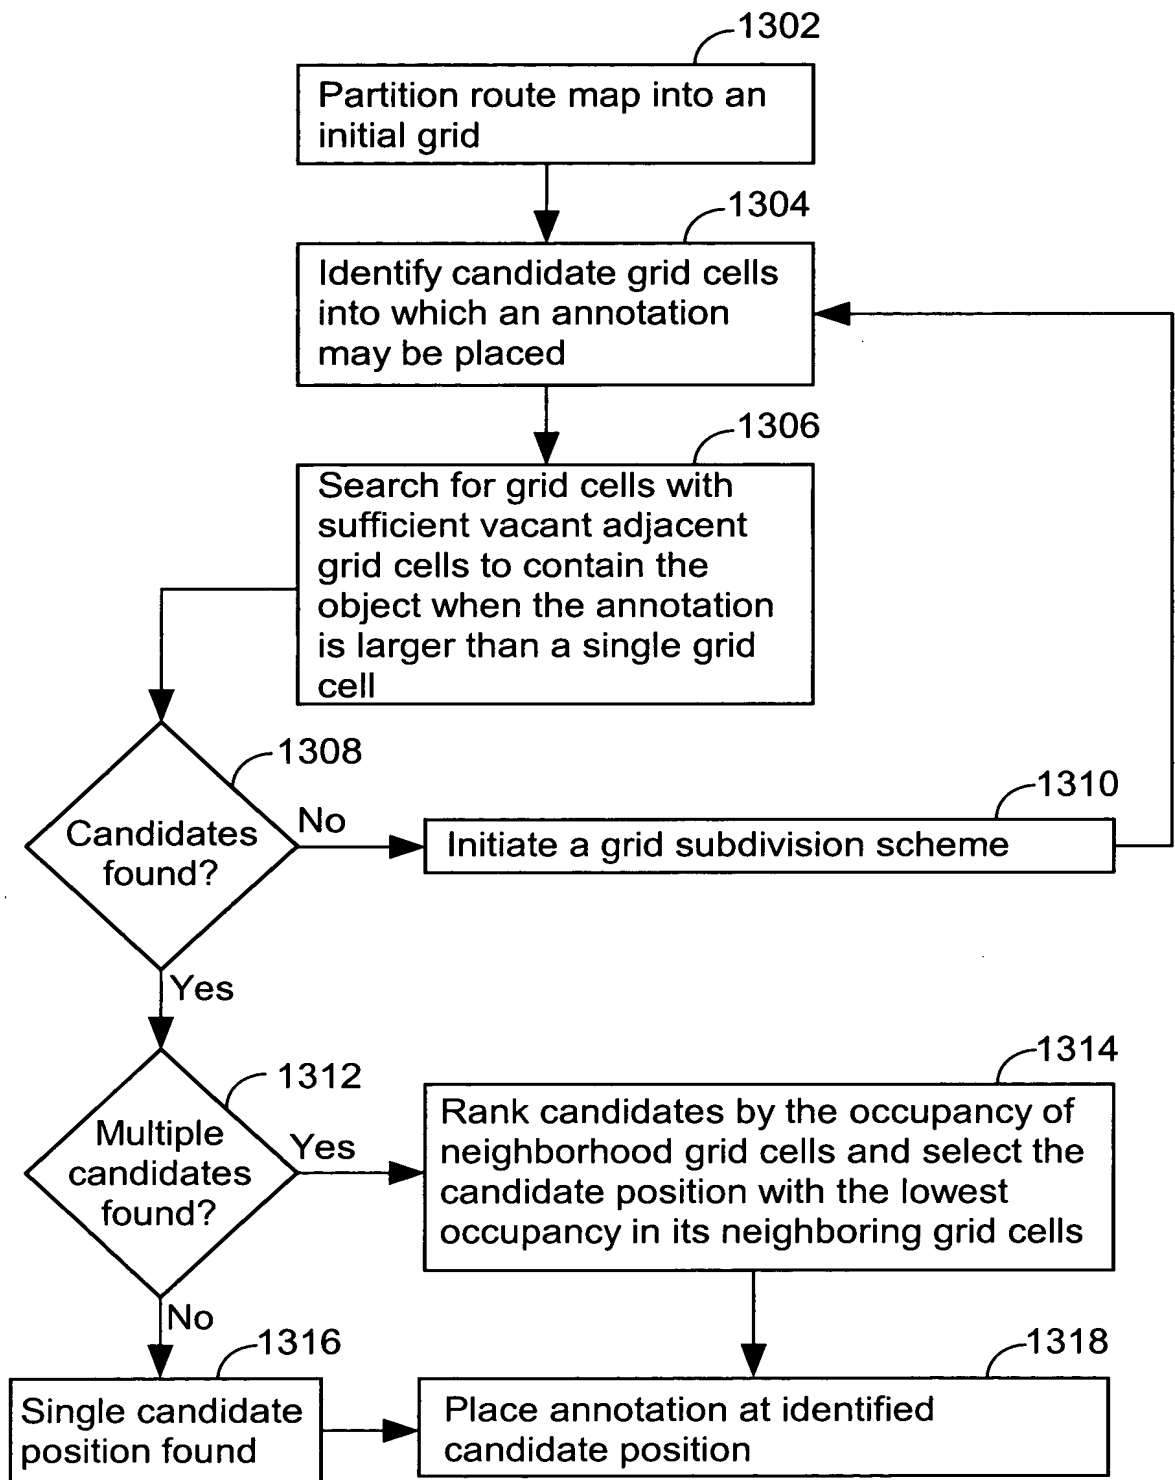 1302
Partition route map into an
initial grid
1304
Identify candidate grid cells
into which an annotation
may be placed
1306
Search for grid cells with
sufficient vacant adjacent
grid cells to contain the
object when the annotation
is larger than a single grid
cell
1308
Candidates
found?
No
1310
Initiate a grid subdivision scheme
Yes
1312
Multiple
candidates
found?
Yes
1314
Rank candidates by the occupancy of
neighborhood grid cells and select the
candidate position with the lowest
occupancy in its neighboring grid cells
No
1316
Single candidate
position found
1318
Place annotation at identified
candidate position